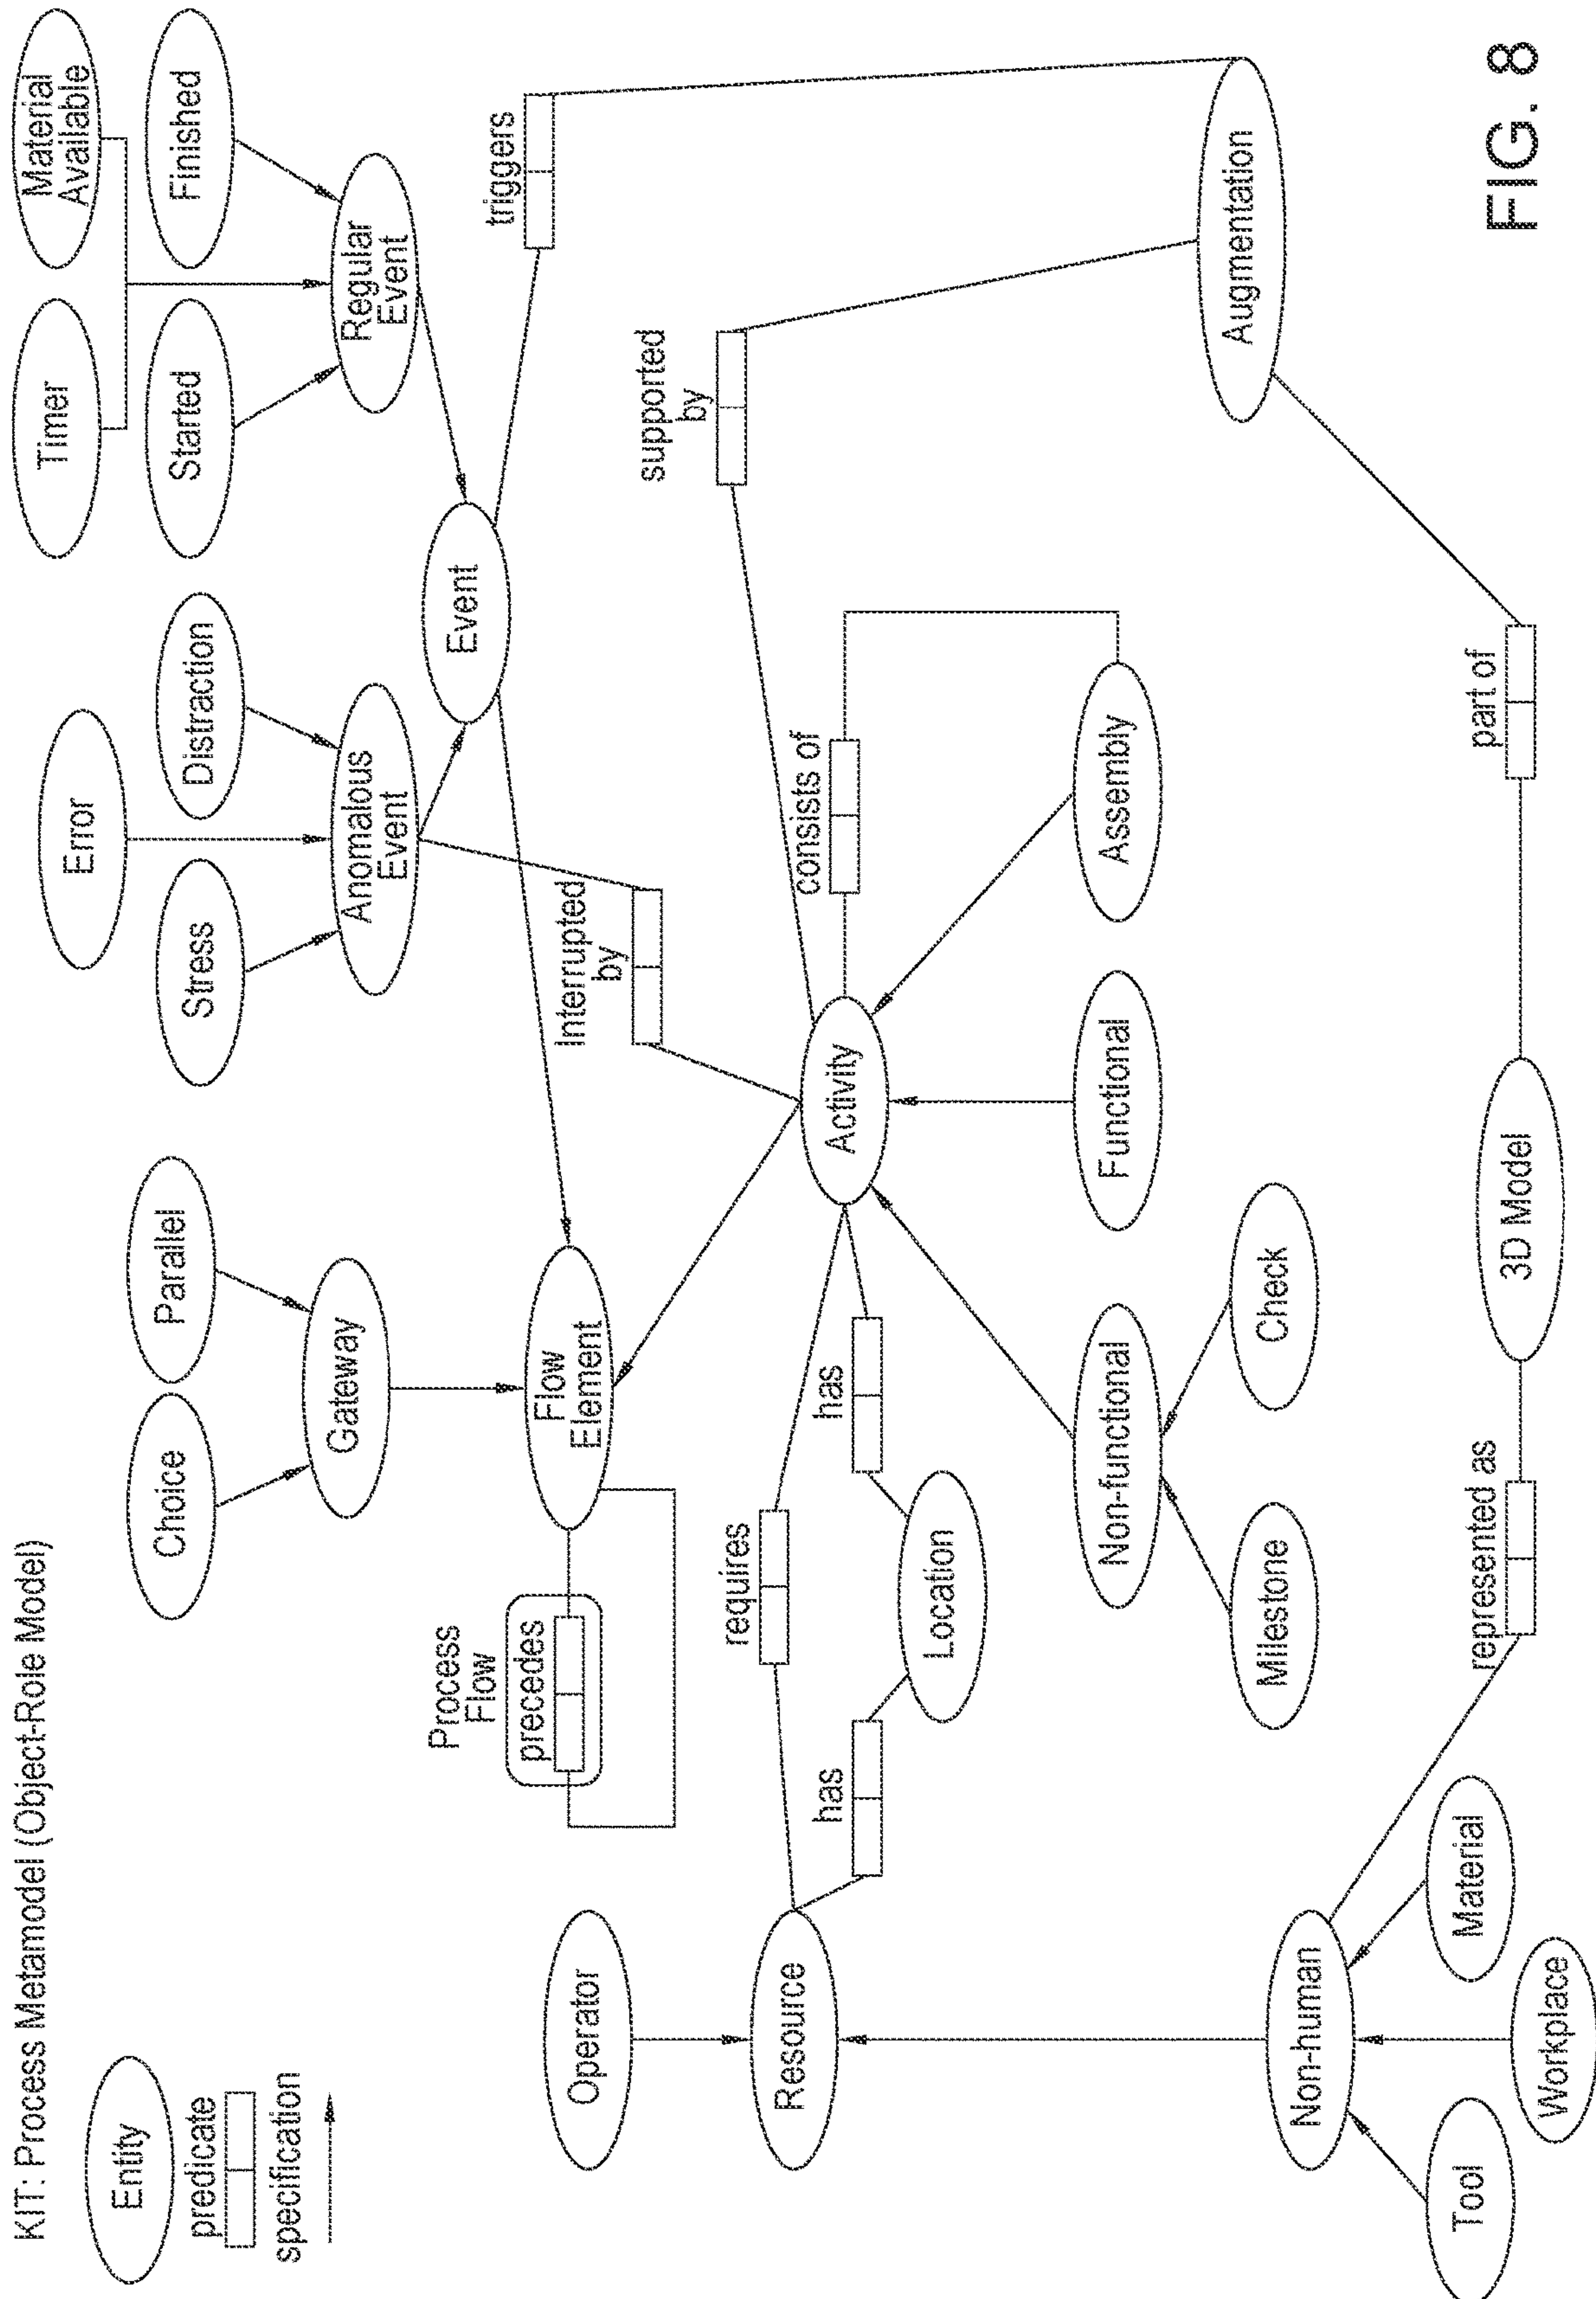 KIT: Process Metamodel (Object-Role Model)
Entity
predicate
specification
Choice
Parallel
Gateway
Error
Stress
Distraction
Anomalous
Event
Timer
Material
Available
Started
Finished
Regular
Event
Event
triggers
Process
Flow
precedes
Flow
Element
Interrupted
by
supported
by
Operator
Resource
requires
has
has
Location
Activity
consists of
Non-functional
Functional
Assembly
Milestone
Check
Augmentation
Non-human
Tool
Workplace
Material
represented as
3D Model
part of
FIG. 8